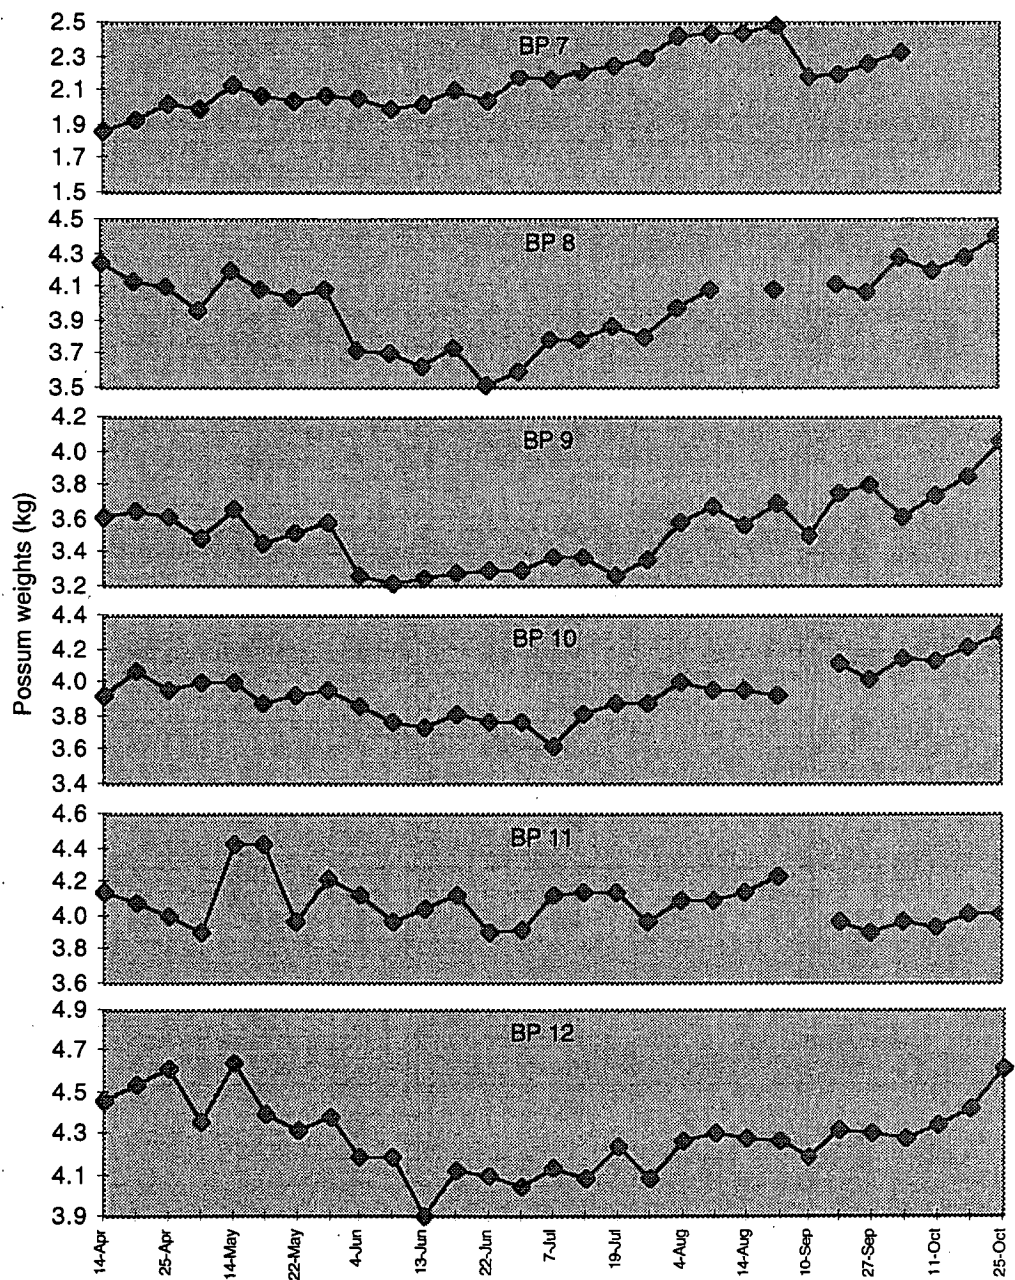 2.5
2.3
2.1
1.9
1.7
1.5
BP 7
4.5
4.3
4.1
3.9
3.7
3.5
BP 8
4.2
4.0
3.8
3.6
3.4
3.2
BP 9
4.4
4.2
4.0
3.8
3.6
3.4
BP 10
4.6
4.4
4.2
4.0
3.8
3.6
BP 11
4.9
4.7
4.5
4.3
4.1
3.9
BP 12
Possum weights (kg)
14-Apr
25-Apr
14-May
22-May
4-Jun
13-Jun
22-Jun
7-Jul
19-Jul
4-Aug
14-Aug
10-Sep
27-Sep
11-Oct
25-Oct